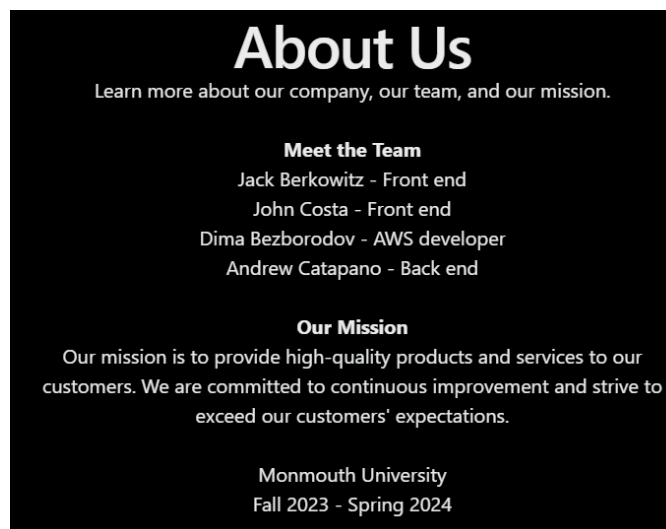 About Us
Learn more about our company, our team, and our mission.
Meet the Team
Jack Berkowitz - Front end
John Costa - Front end
Dima Bezborodov - AWS developer
Andrew Catapano - Back end
Our Mission
Our mission is to provide high-quality products and services to our
customers. We are committed to continuous improvement and strive to
exceed our customers' expectations.
Monmouth University
Fall 2023 - Spring 2024